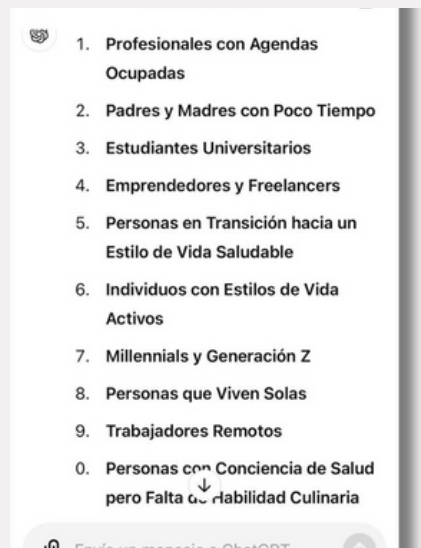 1. Profesionales con Agendas
Ocupadas
2. Padres y Madres con Poco Tiempo
3. Estudiantes Universitarios
4. Emprendedores y Freelancers
5. Personas en Transición hacia un
Estilo de Vida Saludable
6. Individuos con Estilos de Vida
Activos
7. Millennials y Generación Z
8. Personas que Viven Solas
9. Trabajadores Remotos
0. Personas con Conciencia de Salud
pero Falta de Habilidad Culinaria
Envía un mensaje a ChatGPT